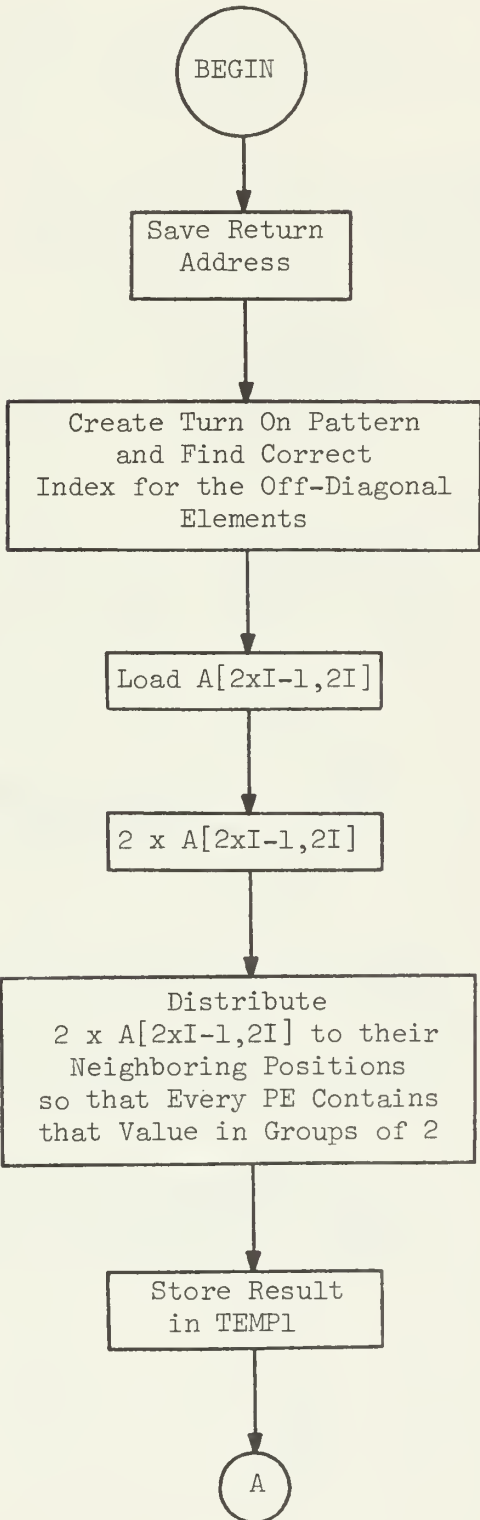 BEGIN
Save Return
Address
Create Turn On Pattern
and Find Correct
Index for the Off-Diagonal
Elements
Load A[2xI-1,2I]
2 x A[2xI-1,2I]
Distribute
2 x A[2xI-1,2I] to their
Neighboring Positions
so that Every PE Contains
that Value in Groups of 2
Store Result
in TEMP1
A